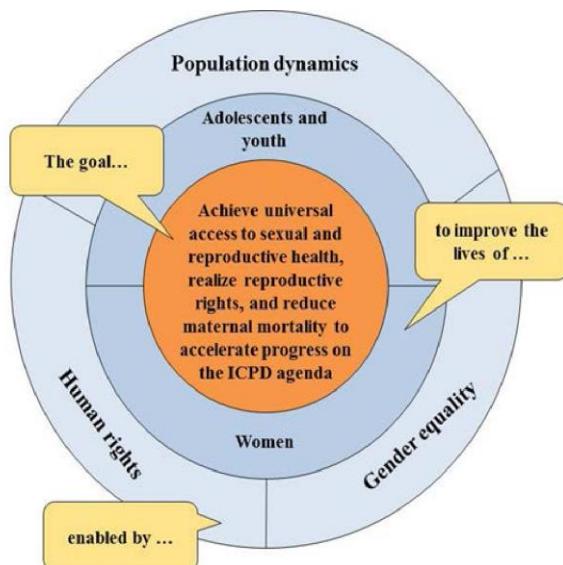 Population dynamics
Adolescents and
youth
The goal...
Achieve universal
access to sexual and
reproductive health,
realize reproductive
rights, and reduce
maternal mortality to
accelerate progress on
the ICPD agenda
to improve the
lives of ...
Women
Human rights
Gender equality
enabled by ...